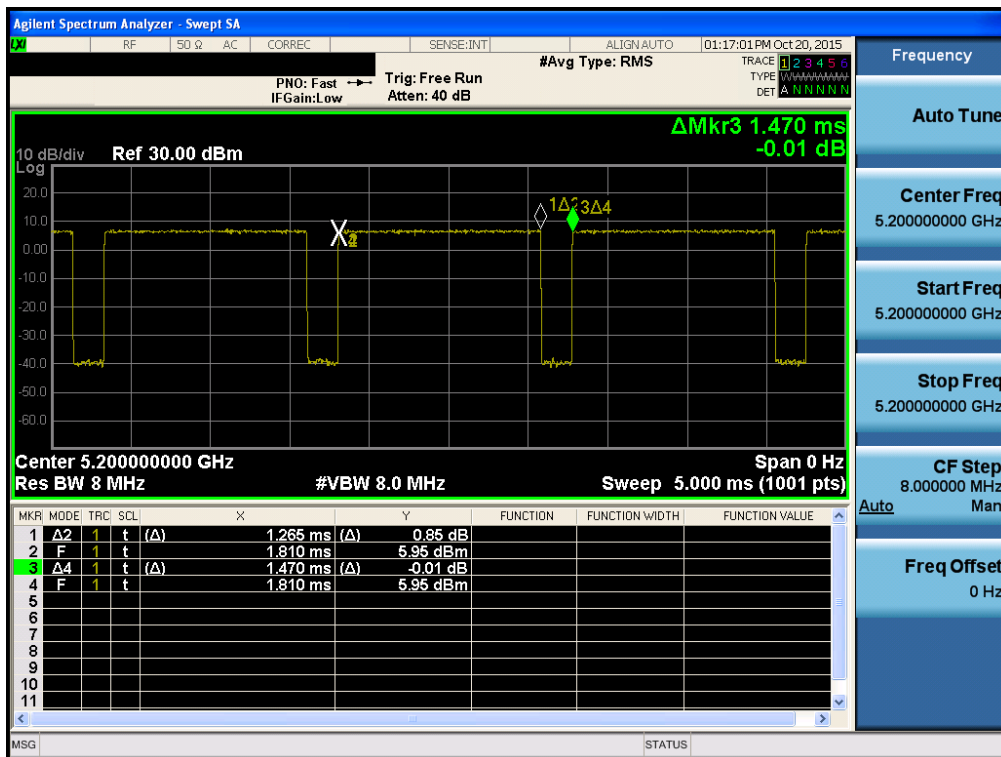 Agilent Spectrum Analyzer - Swept SA
LXI RF 50 Ω AC CORREC SENSE:INT ALIGN AUTO 01:17:01 PM Oct 20, 2015
#Avg Type: RMS
TRACE 1 2 3 4 5 6
TYPE
DET A N N N N N
PNO: Fast Trig: Free Run
IFGain:Low Atten: 40 dB
Frequency
Auto Tune
Center Freq
5.200000000 GHz
Start Freq
5.200000000 GHz
Stop Freq
5.200000000 GHz
CF Step
8.000000 MHz
Auto Man
Freq Offset
0 Hz
ΔMkr3 1.470 ms
-0.01 dB
10 dB/div Ref 30.00 dBm
Log
20.0
10.0
0.00
-10.0
-20.0
-30.0
-40.0
-50.0
-60.0
1Δ2 3Δ4
Center 5.200000000 GHz Span 0 Hz
Res BW 8 MHz #VBW 8.0 MHz Sweep 5.000 ms (1001 pts)
MKR MODE TRC SCL X Y FUNCTION FUNCTION WIDTH FUNCTION VALUE
1 Δ2 1 t (Δ) 1.265 ms (Δ) 0.85 dB
2 F 1 t 1.810 ms 5.95 dBm
3 Δ4 1 t (Δ) 1.470 ms (Δ) -0.01 dB
4 F 1 t 1.810 ms 5.95 dBm
5
6
7
8
9
10
11
MSG STATUS